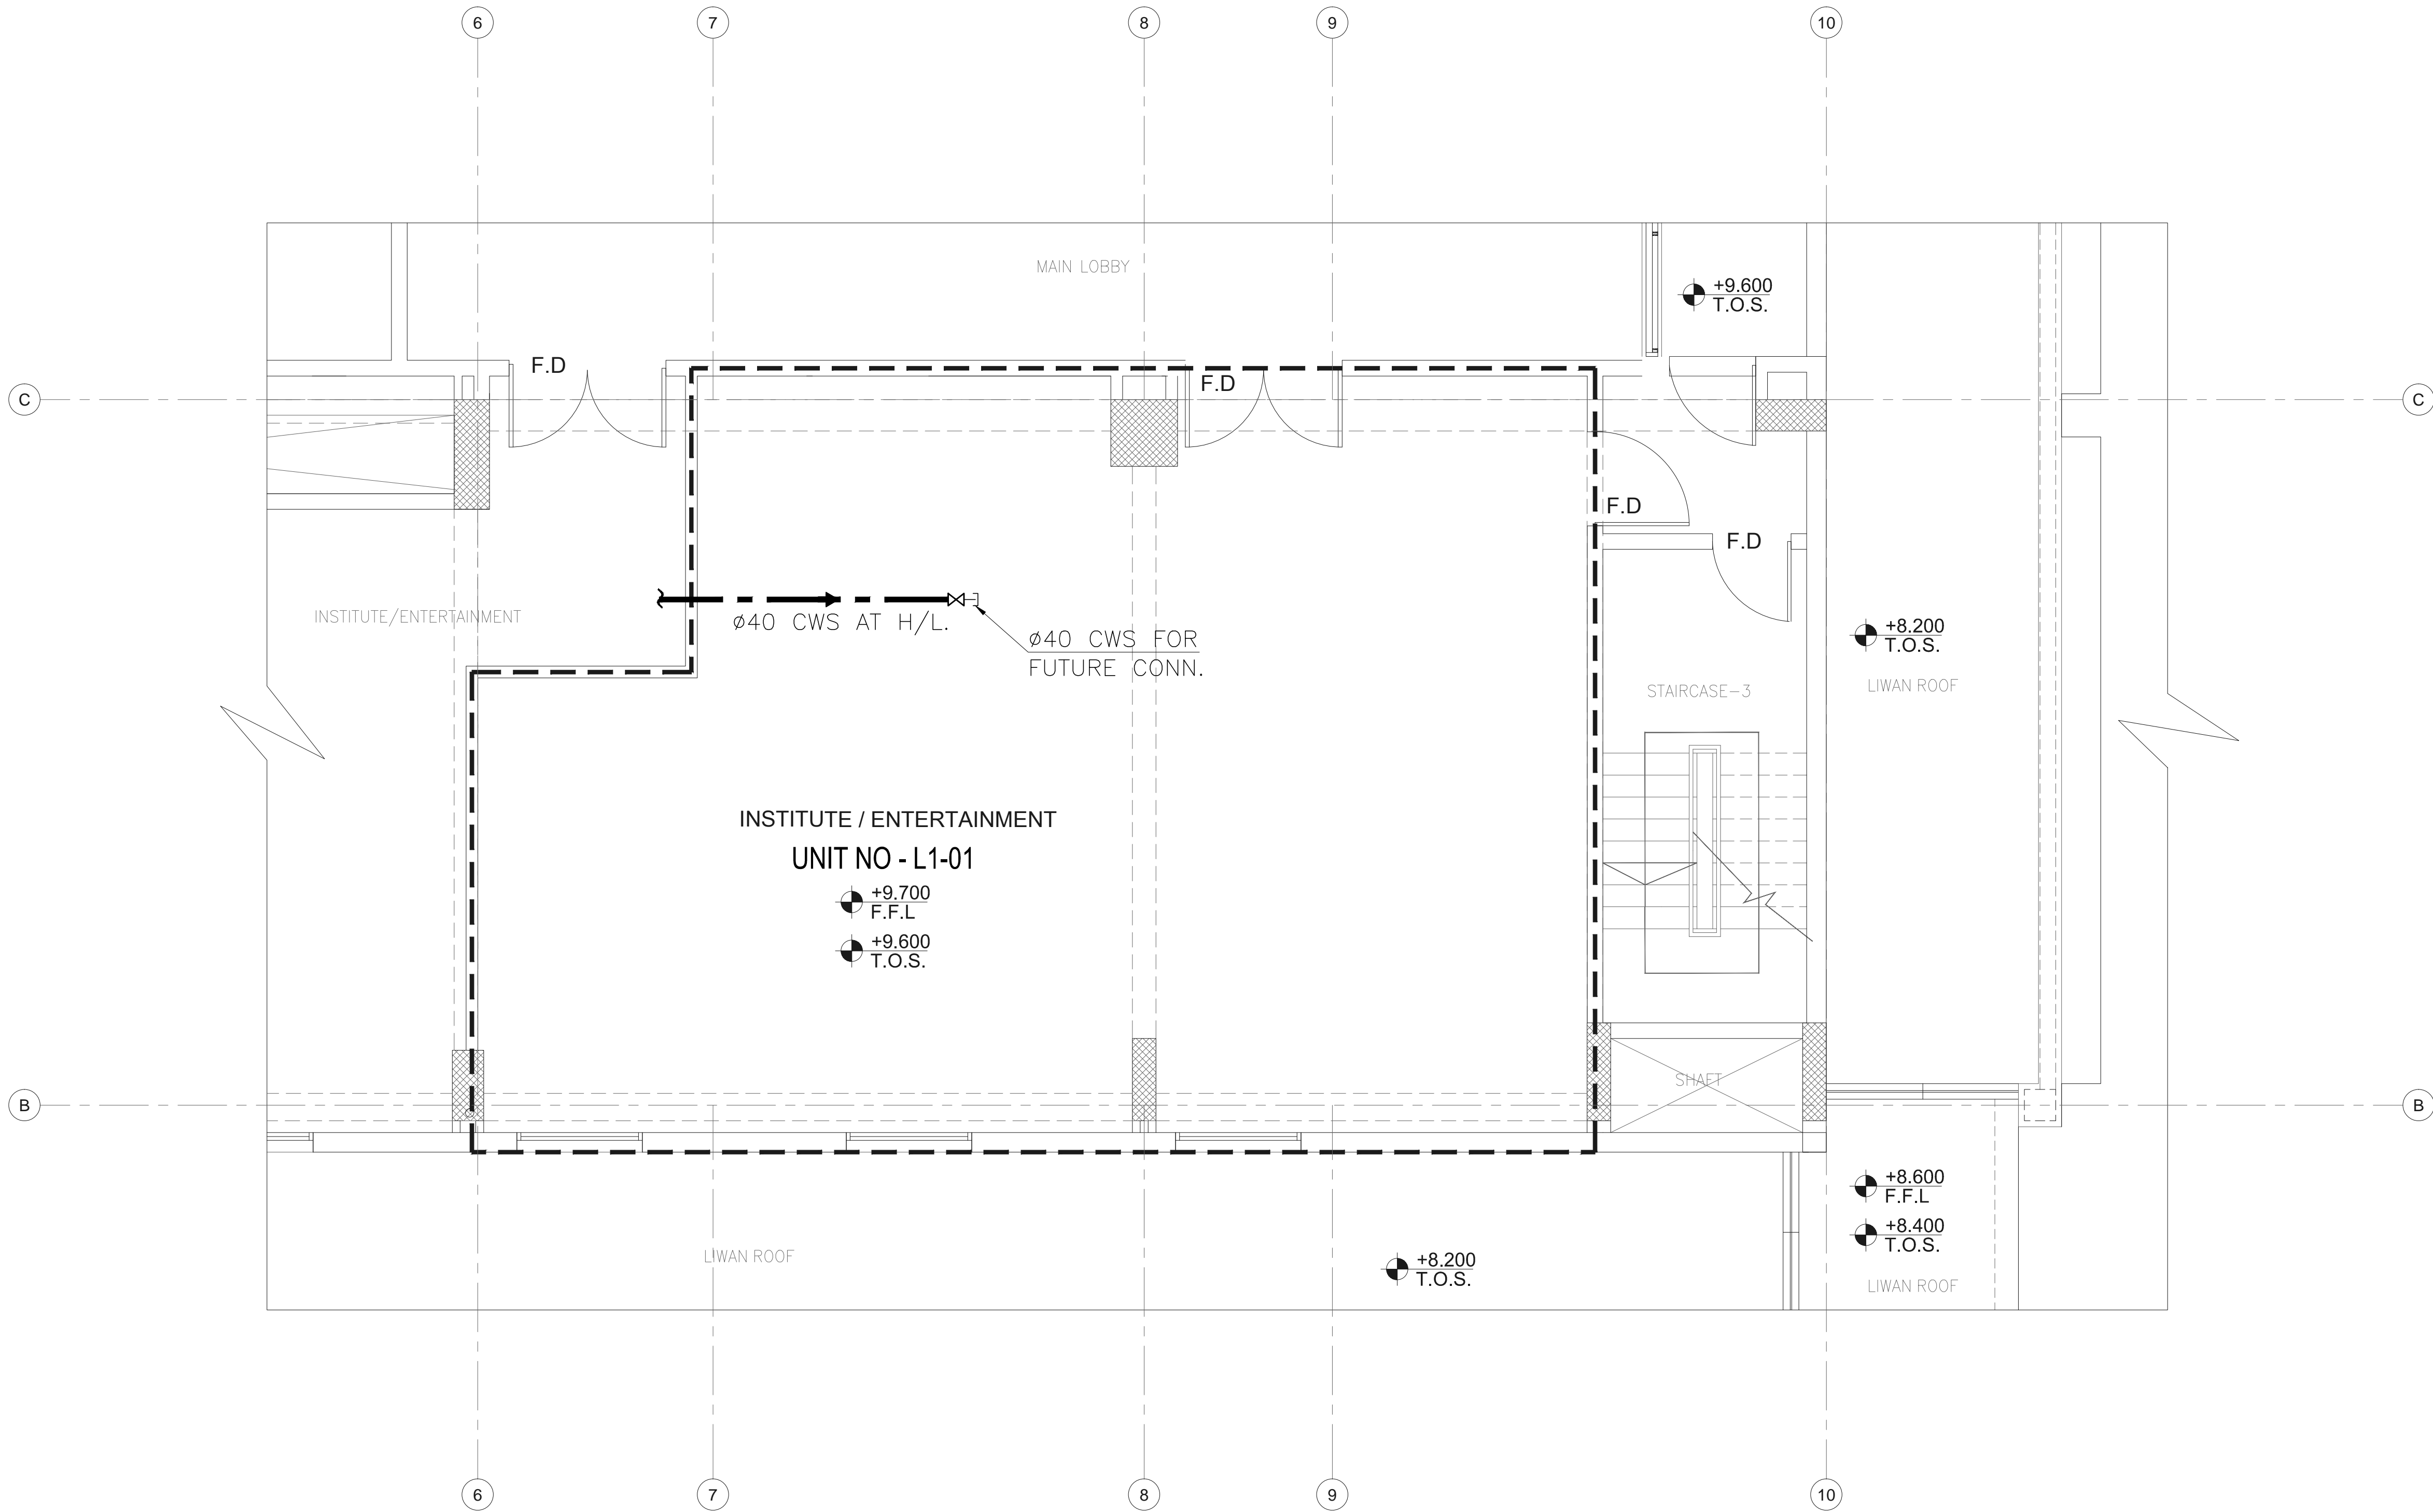 6
7
8
9
10
MAIN LOBBY
+9.600
T.O.S.
F.D
F.D
C
C
F.D
F.D
INSTITUTE/ENTERTAINMENT
ø40 CWS AT H/L.
ø40 CWS FOR
FUTURE CONN.
+8.200
T.O.S.
LIWAN ROOF
STAIRCASE-3
INSTITUTE / ENTERTAINMENT
UNIT NO - L1-01
+9.700
F.F.L
+9.600
T.O.S.
SHAFT
B
B
+8.600
F.F.L
+8.400
T.O.S.
LIWAN ROOF
LIWAN ROOF
+8.200
T.O.S.
6
7
8
9
10